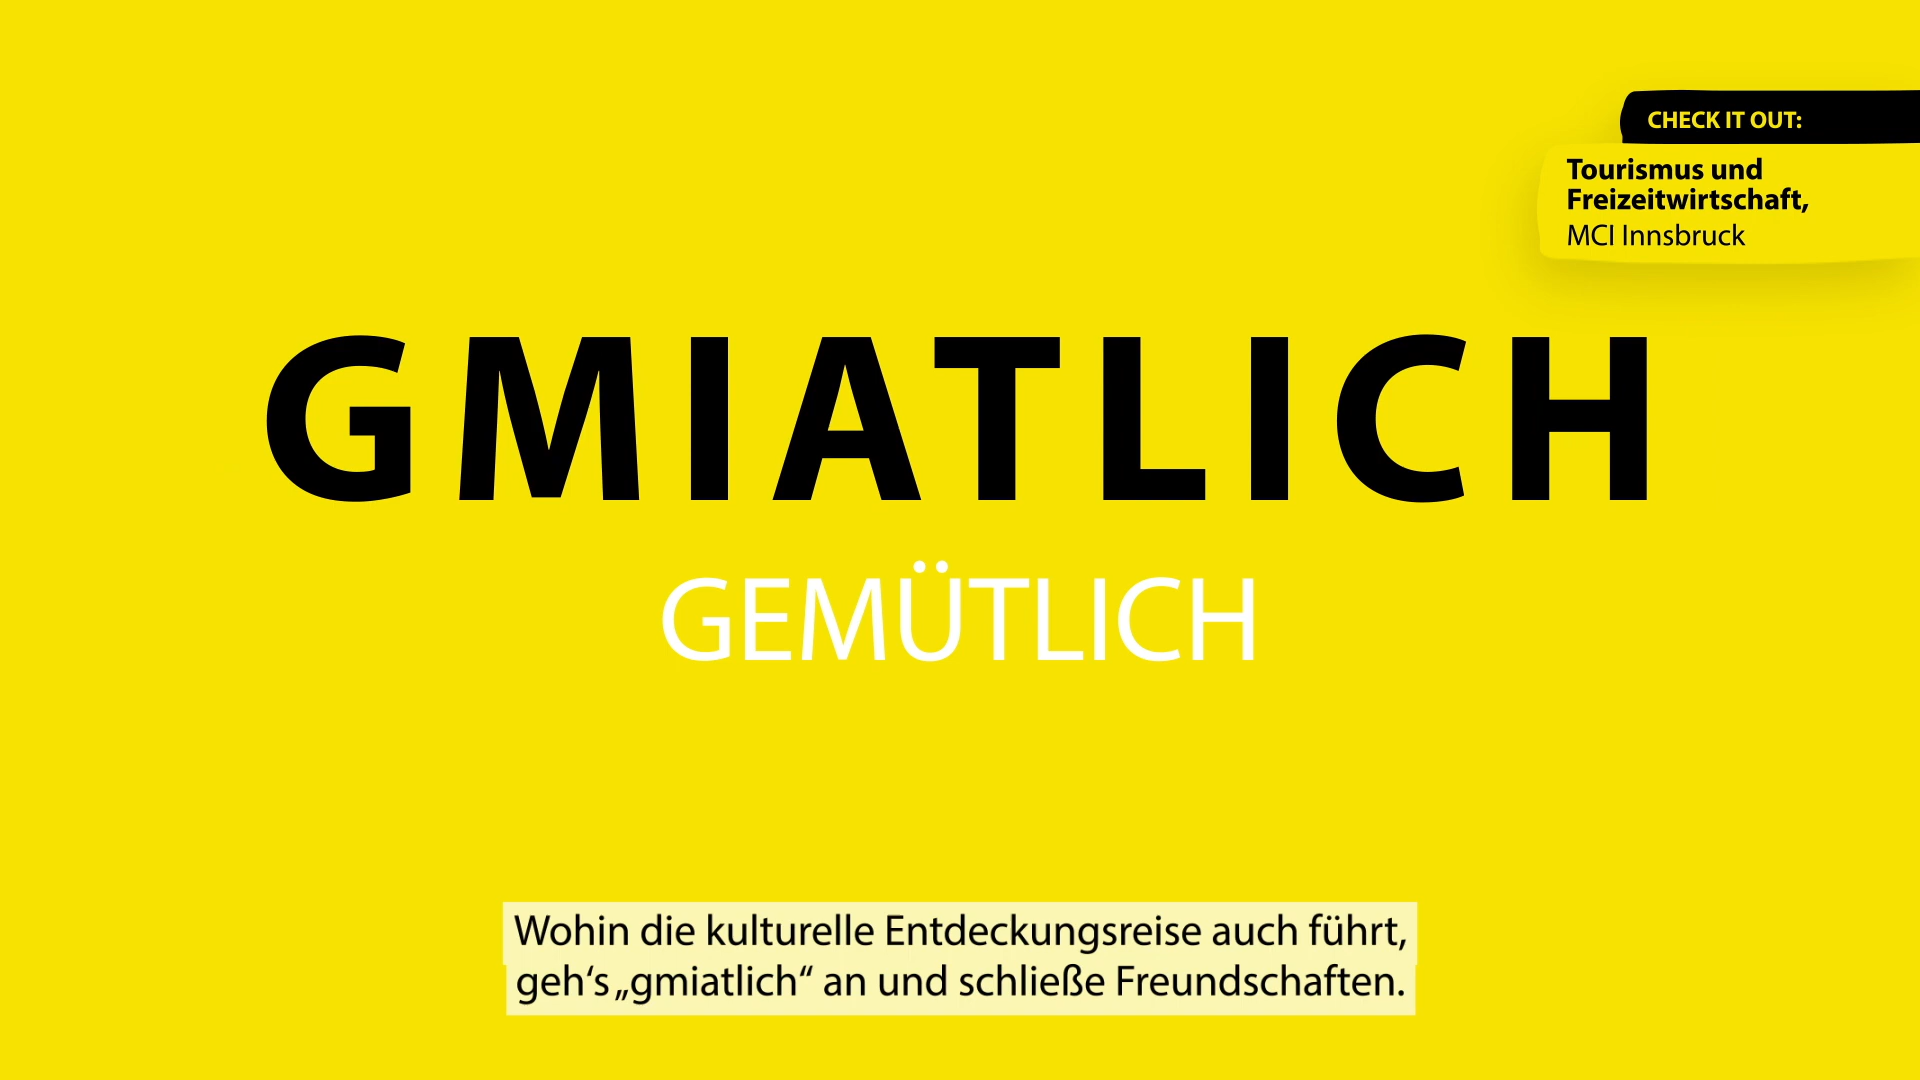 CHECK IT OUT:
Tourismus und
Freizeitwirtschaft,
MCI Innsbruck
GMIATLICH
GEMÜTLICH
Wohin die kulturelle Entdeckungsreise auch führt,
geh‘s „gmiatlich“ an und schließe Freundschaften.